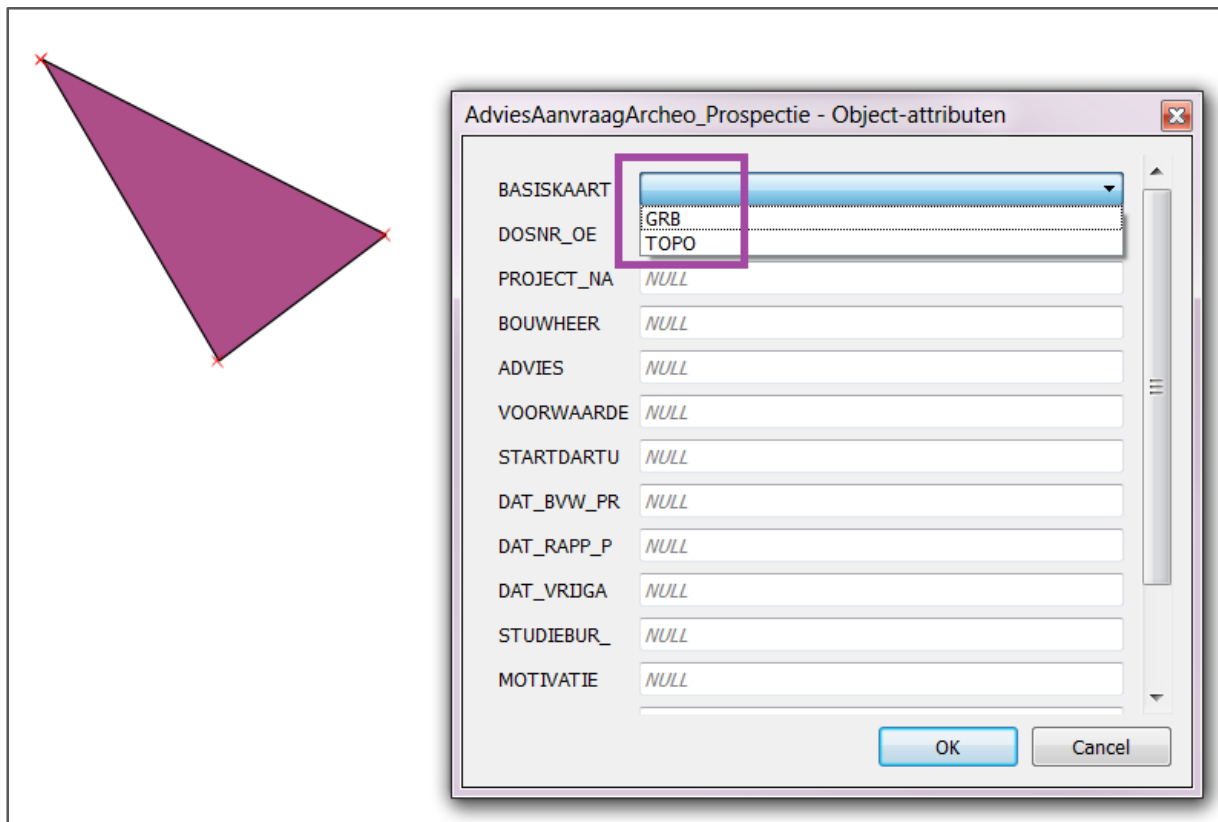 AdviesAanvraagArcheo_Prospectie - Object-attributen
BASISKAART
GRB
DOSNR_OE
TOPO
PROJECT_NA NULL
BOUWHEER NULL
ADVIES NULL
VOORWAARDE NULL
STARTDARTU NULL
DAT_BVW_PR NULL
DAT_RAPP_P NULL
DAT_VRIJGA NULL
STUDIEBUR_ NULL
MOTIVATIE NULL
OK Cancel